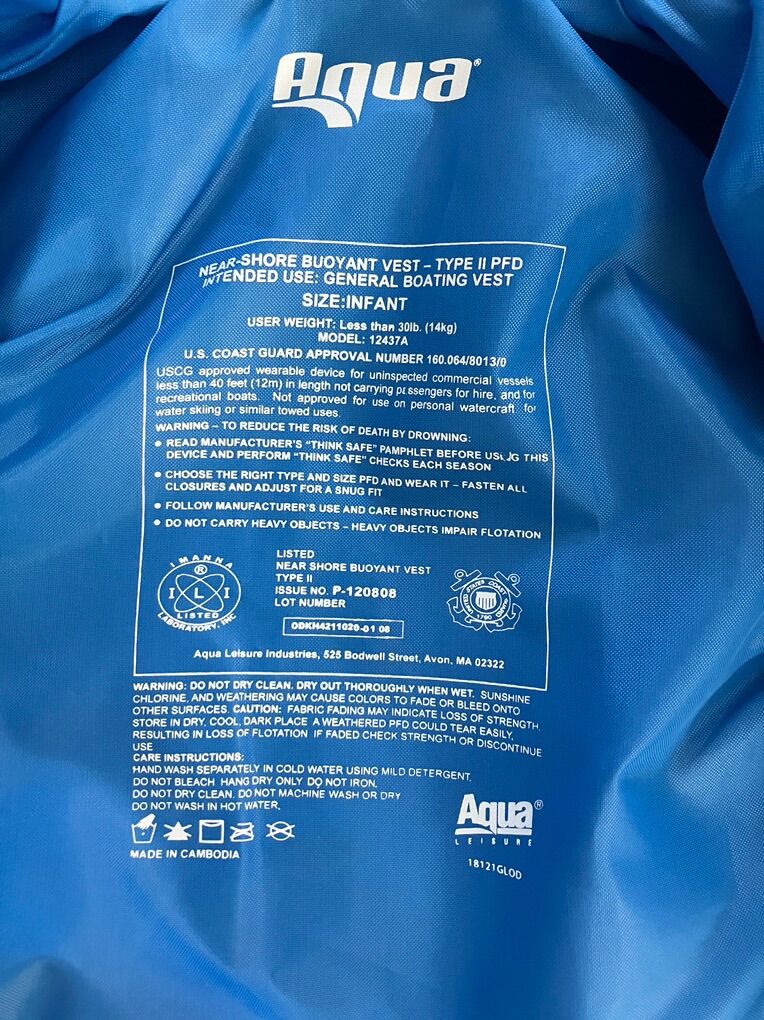 Aqua®
NEAR-SHORE BUOYANT VEST – TYPE II PFD
INTENDED USE: GENERAL BOATING VEST
SIZE:INFANT
USER WEIGHT: Less than 30lb. (14kg)
MODEL: 12437A
U.S. COAST GUARD APPROVAL NUMBER 160.064/8013/0
USCG approved wearable device for uninspected commercial vessels
less than 40 feet (12m) in length not carrying passengers for hire, and for
recreational boats. Not approved for use on personal watercraft for
water skiing or similar towed uses.
WARNING – TO REDUCE THE RISK OF DEATH BY DROWNING:
• READ MANUFACTURER'S "THINK SAFE" PAMPHLET BEFORE USING THIS
DEVICE AND PERFORM "THINK SAFE" CHECKS EACH SEASON
• CHOOSE THE RIGHT TYPE AND SIZE PFD AND WEAR IT – FASTEN ALL
CLOSURES AND ADJUST FOR A SNUG FIT
• FOLLOW MANUFACTURER'S USE AND CARE INSTRUCTIONS
• DO NOT CARRY HEAVY OBJECTS – HEAVY OBJECTS IMPAIR FLOTATION
IMANNA
®
I L I
LISTED
LABORATORY, INC
LISTED
NEAR SHORE BUOYANT VEST
TYPE II
ISSUE NO. P-120808
LOT NUMBER
ODKH4211020-01 06
UNITED STATES COAST GUARD
1790
Aqua Leisure Industries, 525 Bodwell Street, Avon, MA 02322
WARNING: DO NOT DRY CLEAN. DRY OUT THOROUGHLY WHEN WET. SUNSHINE
CHLORINE, AND WEATHERING MAY CAUSE COLORS TO FADE OR BLEED ONTO
OTHER SURFACES. CAUTION: FABRIC FADING MAY INDICATE LOSS OF STRENGTH.
STORE IN DRY, COOL, DARK PLACE A WEATHERED PFD COULD TEAR EASILY,
RESULTING IN LOSS OF FLOTATION IF FADED CHECK STRENGTH OR DISCONTINUE
USE
CARE INSTRUCTIONS:
HAND WASH SEPARATELY IN COLD WATER USING MILD DETERGENT.
DO NOT BLEACH HANG DRY ONLY DO NOT IRON.
DO NOT DRY CLEAN. DO NOT MACHINE WASH OR DRY
DO NOT WASH IN HOT WATER.
MADE IN CAMBODIA
Aqua®
LEISURE
18121GLOD